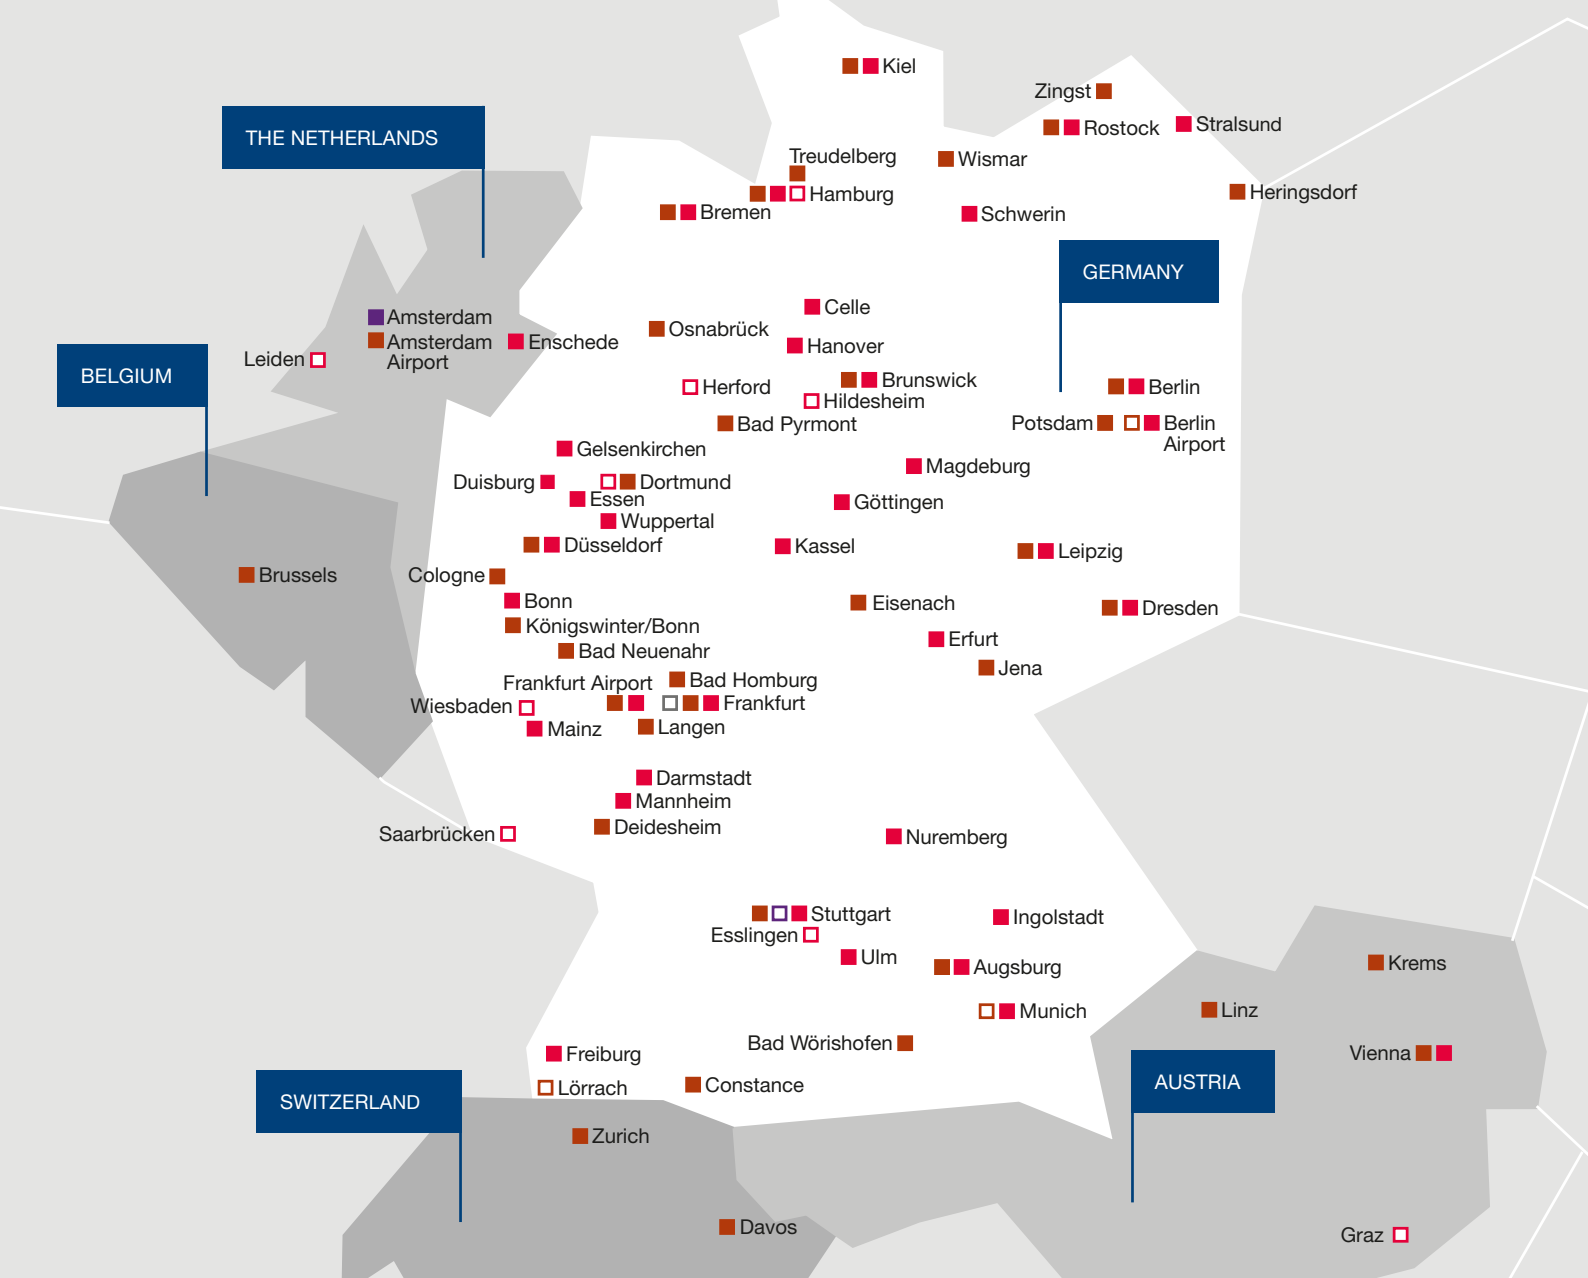 Kiel
Zingst
Rostock
Stralsund
THE NETHERLANDS
Treudelberg
Wismar
Hamburg
Heringsdorf
Bremen
Schwerin
GERMANY
Celle
Amsterdam
Osnabrück
Amsterdam
Airport
Enschede
Hanover
Leiden
BELGIUM
Herford
Brunswick
Berlin
Hildesheim
Bad Pyrmont
Potsdam
Berlin
Airport
Gelsenkirchen
Magdeburg
Duisburg
Dortmund
Essen
Göttingen
Wuppertal
Düsseldorf
Kassel
Leipzig
Brussels
Cologne
Bonn
Eisenach
Dresden
Königswinter/Bonn
Erfurt
Bad Neuenahr
Jena
Frankfurt Airport
Bad Homburg
Wiesbaden
Frankfurt
Mainz
Langen
Darmstadt
Mannheim
Deidesheim
Saarbrücken
Nuremberg
Stuttgart
Ingolstadt
Esslingen
Ulm
Augsburg
Krems
Munich
Linz
Bad Wörishofen
Freiburg
Vienna
Lörrach
Constance
AUSTRIA
SWITZERLAND
Zurich
Davos
Graz